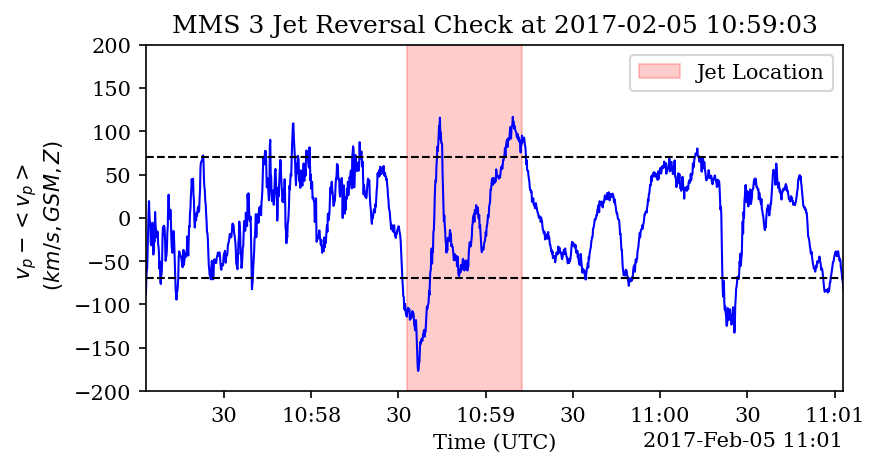 MMS 3 Jet Reversal Check at 2017-02-05 10:59:03
200
150
100
50
0
−50
−100
−150
−200
v_p − <v_p>
(km/s, GSM, Z)
Jet Location
30
10:58
30
10:59
30
11:00
30
11:01
Time (UTC)
2017-Feb-05 11:01